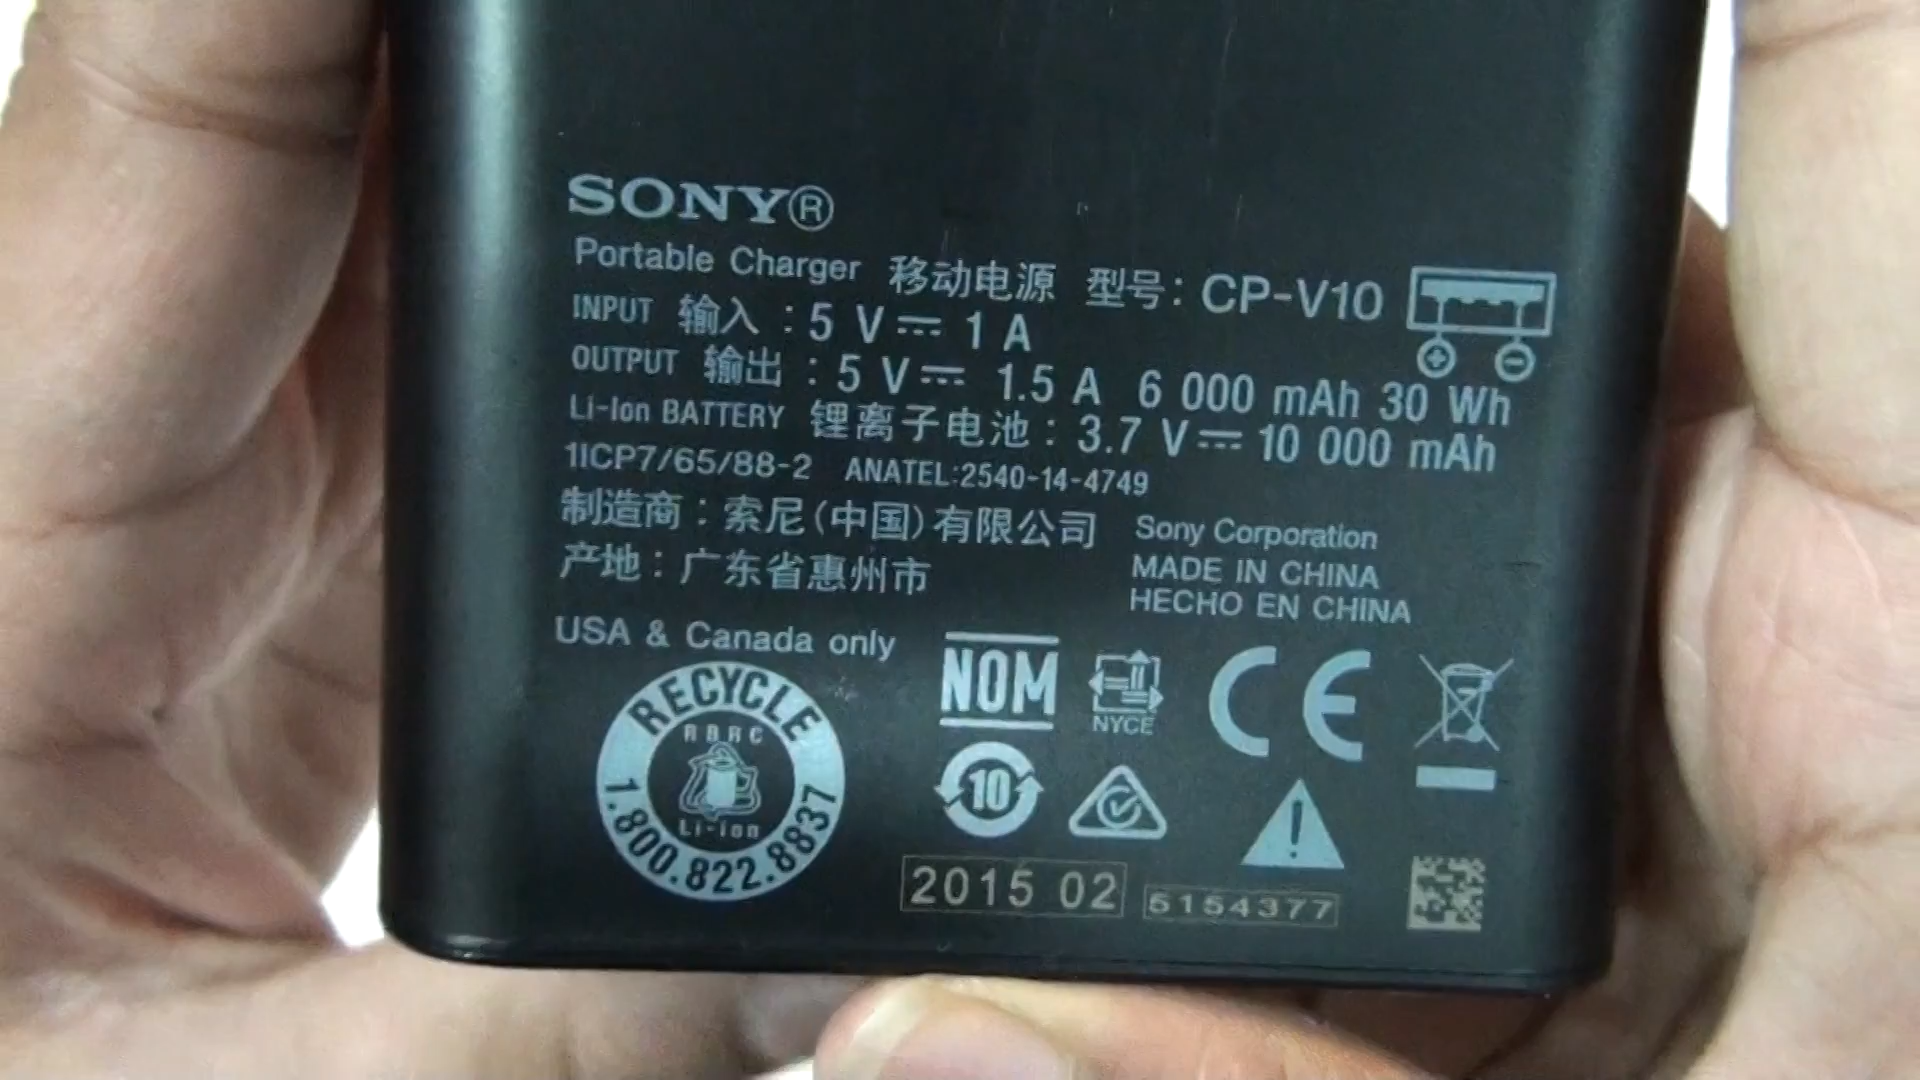 SONY®
Portable Charger 移动电源 型号: CP-V10
INPUT 输入 : 5 V⎓ 1 A
OUTPUT 输出 : 5 V⎓ 1.5 A 6 000 mAh 30 Wh
Li-Ion BATTERY 锂离子电池 : 3.7 V⎓ 10 000 mAh
1ICP7/65/88-2 ANATEL:2540-14-4749
制造商 : 索尼(中国)有限公司
产地 : 广东省惠州市
Sony Corporation
MADE IN CHINA
HECHO EN CHINA
USA & Canada only
RECYCLE
RBRC
Li-ion
1.800.822.8837
NOM
NYCE
CE
10
2015 02
5154377